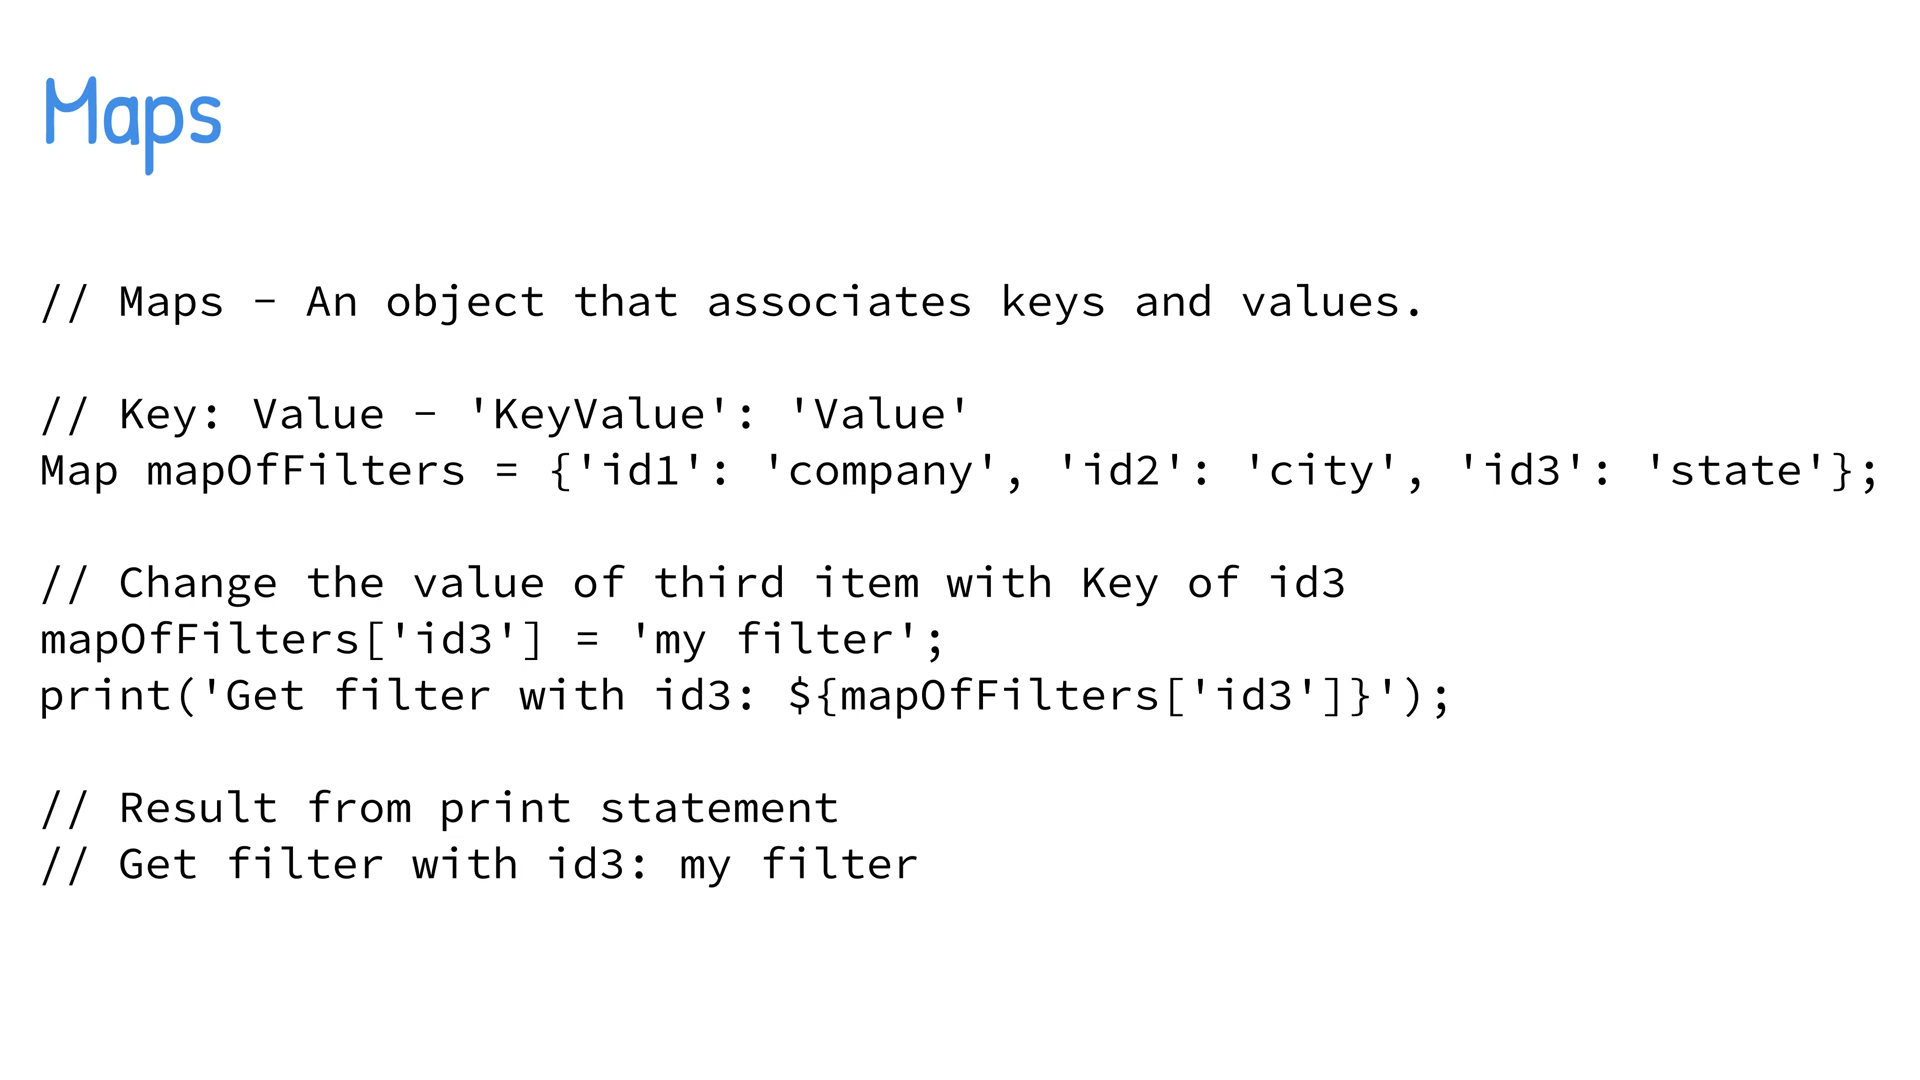 Maps
// Maps - An object that associates keys and values.
// Key: Value - 'KeyValue': 'Value'
Map mapOfFilters = {'id1': 'company', 'id2': 'city', 'id3': 'state'};
// Change the value of third item with Key of id3
mapOfFilters['id3'] = 'my filter';
print('Get filter with id3: ${mapOfFilters['id3']}');
// Result from print statement
// Get filter with id3: my filter